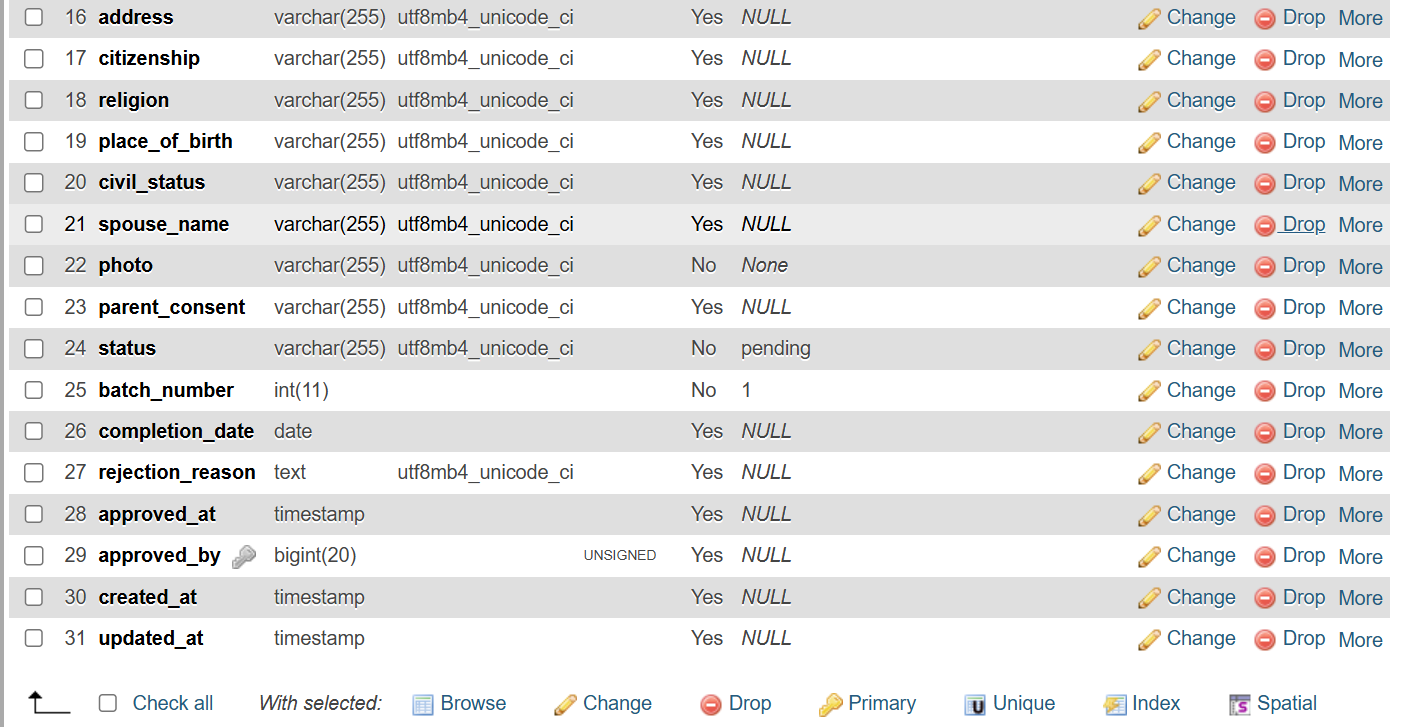 16 address varchar(255) utf8mb4_unicode_ci Yes NULL Change Drop More
17 citizenship varchar(255) utf8mb4_unicode_ci Yes NULL Change Drop More
18 religion varchar(255) utf8mb4_unicode_ci Yes NULL Change Drop More
19 place_of_birth varchar(255) utf8mb4_unicode_ci Yes NULL Change Drop More
20 civil_status varchar(255) utf8mb4_unicode_ci Yes NULL Change Drop More
21 spouse_name varchar(255) utf8mb4_unicode_ci Yes NULL Change Drop More
22 photo varchar(255) utf8mb4_unicode_ci No None Change Drop More
23 parent_consent varchar(255) utf8mb4_unicode_ci Yes NULL Change Drop More
24 status varchar(255) utf8mb4_unicode_ci No pending Change Drop More
25 batch_number int(11) No 1 Change Drop More
26 completion_date date Yes NULL Change Drop More
27 rejection_reason text utf8mb4_unicode_ci Yes NULL Change Drop More
28 approved_at timestamp Yes NULL Change Drop More
29 approved_by bigint(20) UNSIGNED Yes NULL Change Drop More
30 created_at timestamp Yes NULL Change Drop More
31 updated_at timestamp Yes NULL Change Drop More
Check all With selected: Browse Change Drop Primary Unique Index Spatial